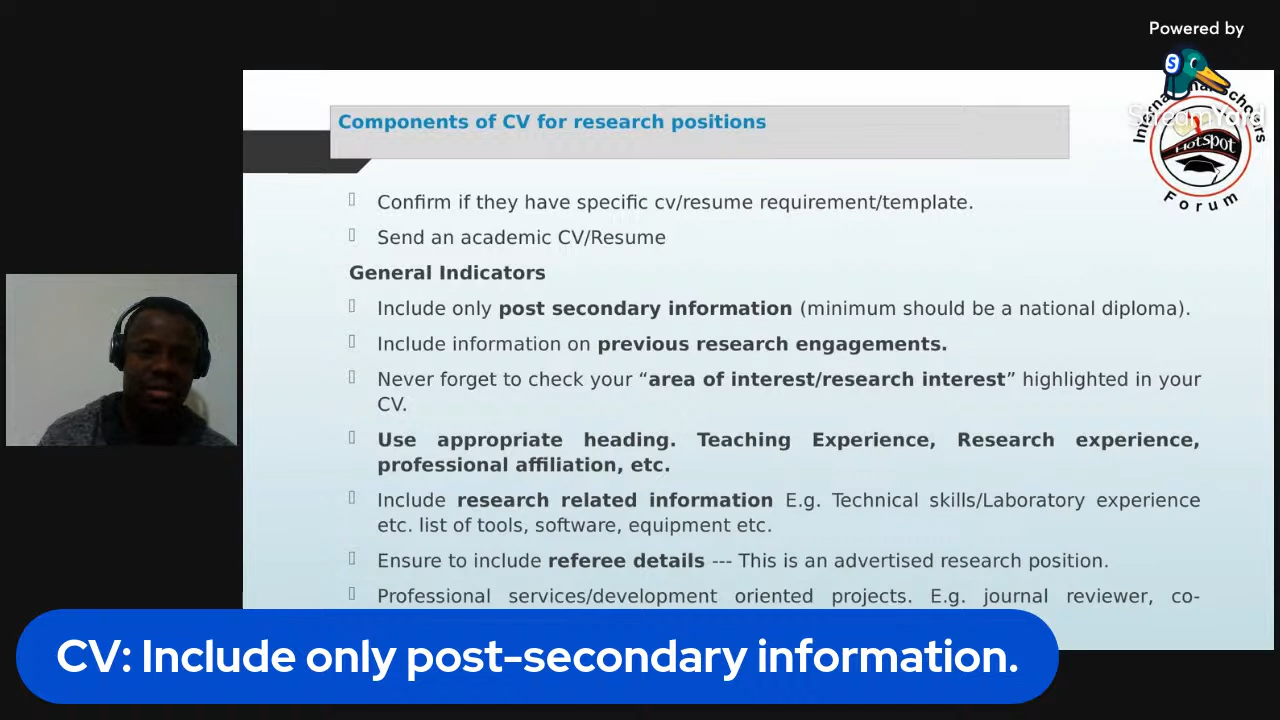 Powered by
StreamYard
International Scholars
HotSpot
Forum
Components of CV for research positions
Confirm if they have specific cv/resume requirement/template.
Send an academic CV/Resume
General Indicators
Include only post secondary information (minimum should be a national diploma).
Include information on previous research engagements.
Never forget to check your “area of interest/research interest” highlighted in your
CV.
Use appropriate heading. Teaching Experience, Research experience,
professional affiliation, etc.
Include research related information E.g. Technical skills/Laboratory experience
etc. list of tools, software, equipment etc.
Ensure to include referee details --- This is an advertised research position.
Professional services/development oriented projects. E.g. journal reviewer, co-
CV: Include only post-secondary information.